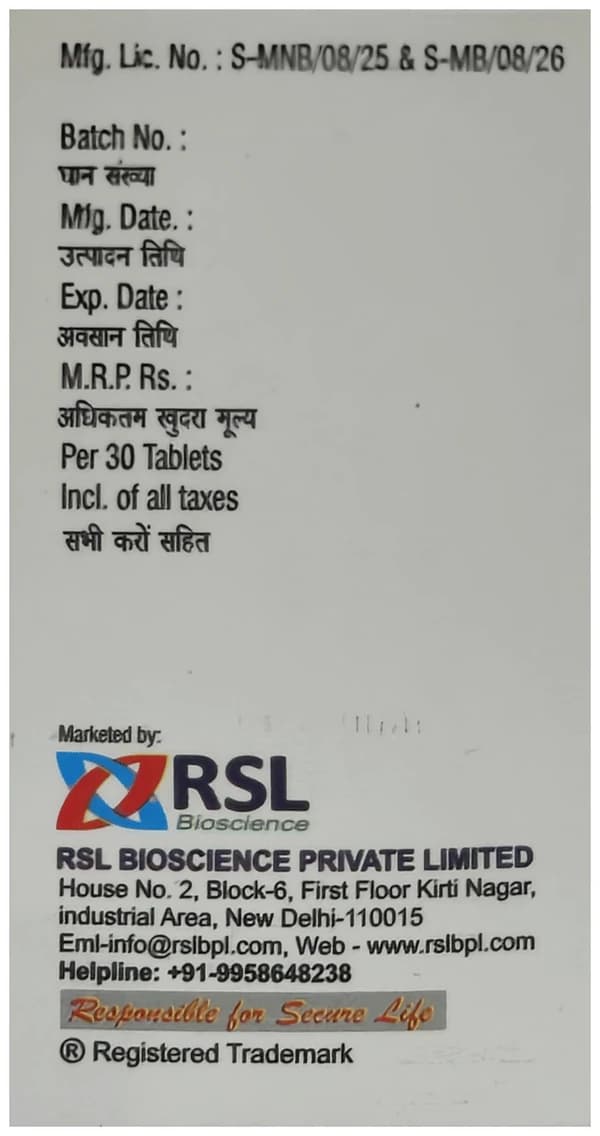 Mfg. Lic. No. : S-MNB/08/25 & S-MB/08/26
Batch No. :
घान संख्या
Mfg. Date. :
उत्पादन तिथि
Exp. Date :
अवसान तिथि
M.R.P. Rs. :
अधिकतम खुदरा मूल्य
Per 30 Tablets
Incl. of all taxes
सभी करों सहित
Marketed by:
RSL
Bioscience
RSL BIOSCIENCE PRIVATE LIMITED
House No. 2, Block-6, First Floor Kirti Nagar,
industrial Area, New Delhi-110015
Eml-info@rslbpl.com, Web - www.rslbpl.com
Helpline: +91-9958648238
Responsible for Secure Life
® Registered Trademark